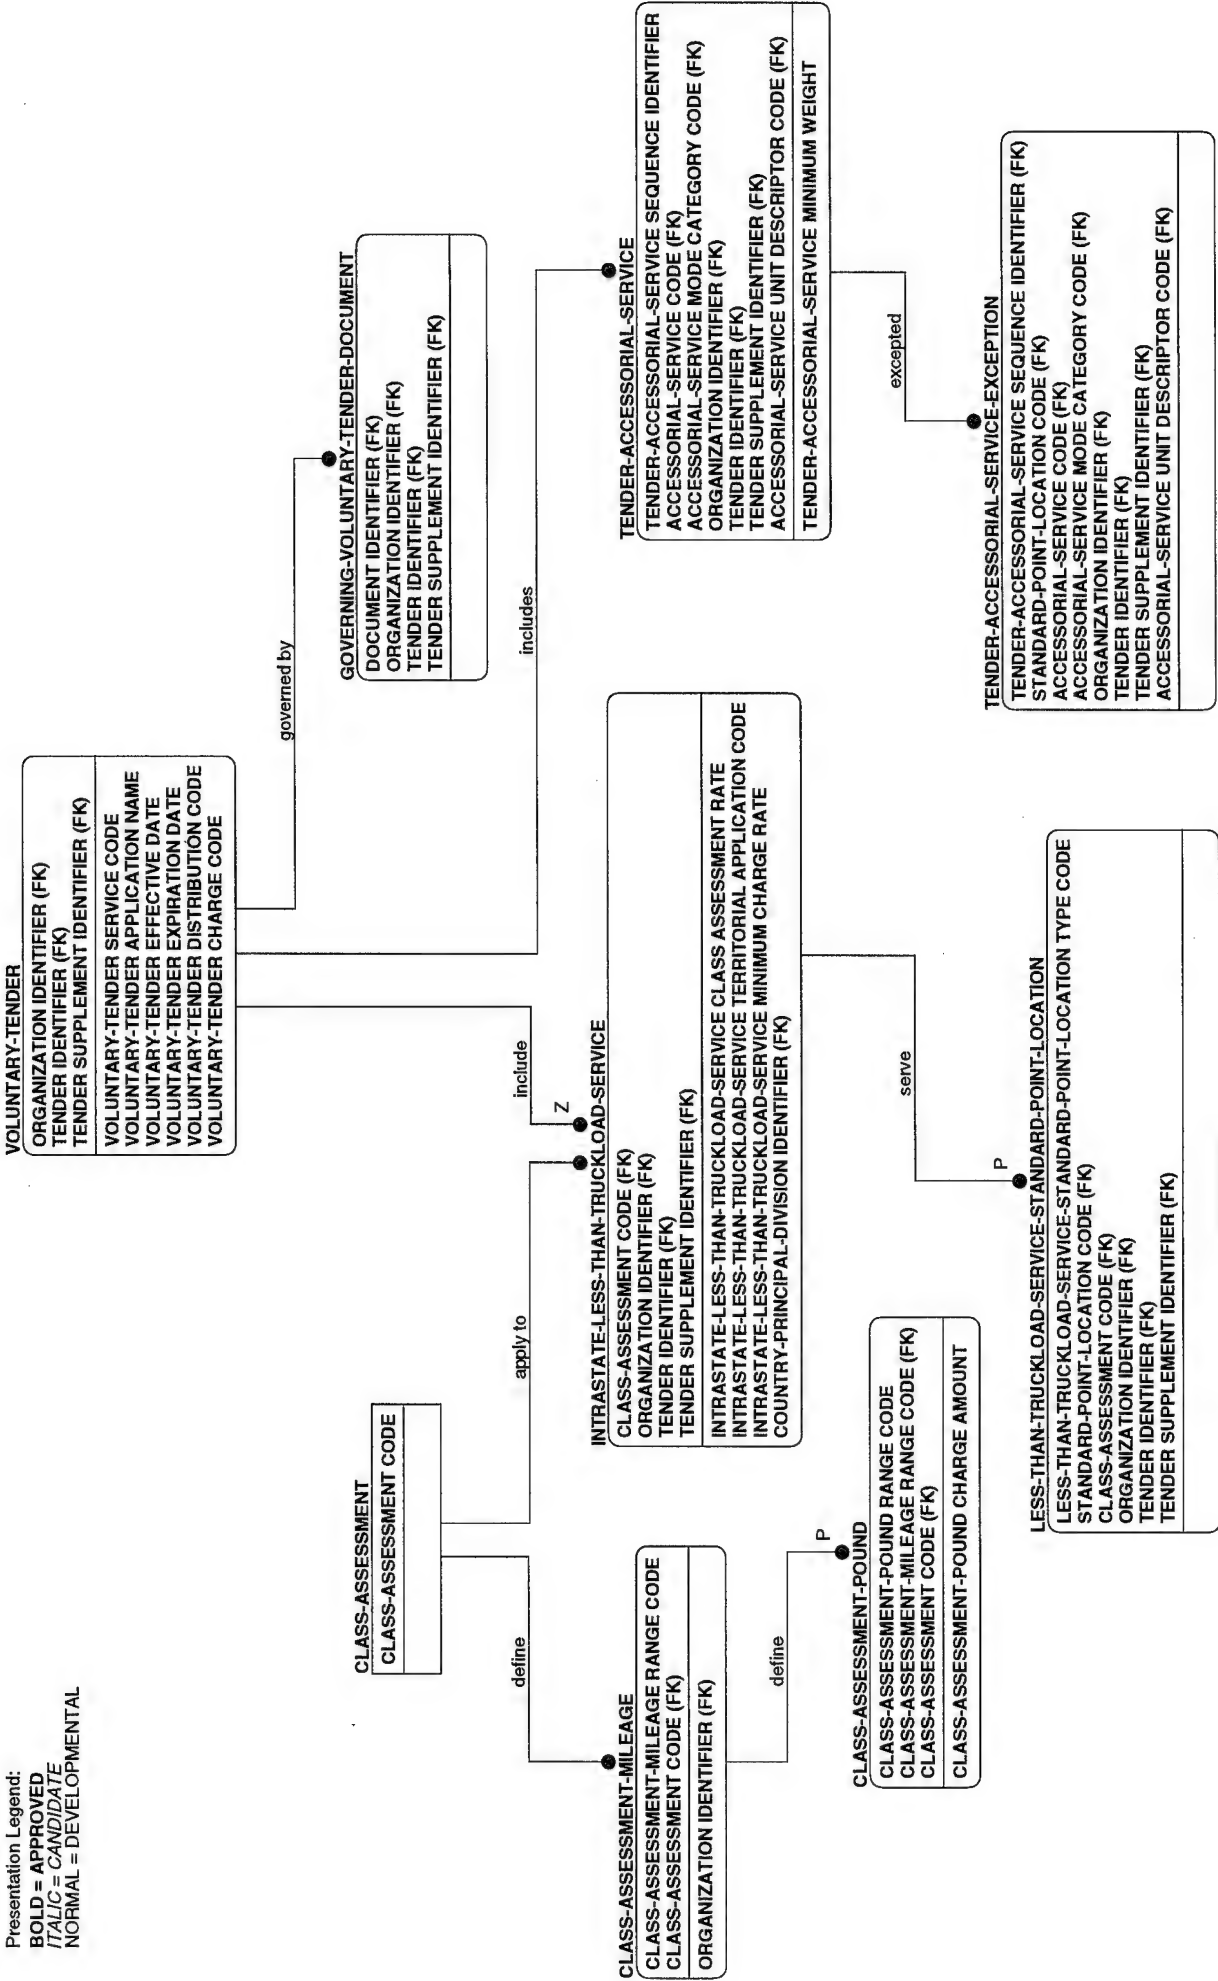 Presentation Legend:
BOLD = APPROVED
ITALIC = CANDIDATE
NORMAL = DEVELOPMENTAL
VOLUNTARY-TENDER
ORGANIZATION IDENTIFIER (FK)
TENDER IDENTIFIER (FK)
TENDER SUPPLEMENT IDENTIFIER (FK)
VOLUNTARY-TENDER SERVICE CODE
VOLUNTARY-TENDER APPLICATION NAME
VOLUNTARY-TENDER EFFECTIVE DATE
VOLUNTARY-TENDER EXPIRATION DATE
VOLUNTARY-TENDER DISTRIBUTION CODE
VOLUNTARY-TENDER CHARGE CODE
governed by
GOVERNING-VOLUNTARY-TENDER-DOCUMENT
DOCUMENT IDENTIFIER (FK)
ORGANIZATION IDENTIFIER (FK)
TENDER IDENTIFIER (FK)
TENDER SUPPLEMENT IDENTIFIER (FK)
CLASS-ASSESSMENT
CLASS-ASSESSMENT CODE
define
apply to
include
Z
includes
CLASS-ASSESSMENT-MILEAGE
CLASS-ASSESSMENT-MILEAGE RANGE CODE
CLASS-ASSESSMENT CODE (FK)
ORGANIZATION IDENTIFIER (FK)
INTRASTATE-LESS-THAN-TRUCKLOAD-SERVICE
CLASS-ASSESSMENT CODE (FK)
ORGANIZATION IDENTIFIER (FK)
TENDER IDENTIFIER (FK)
TENDER SUPPLEMENT IDENTIFIER (FK)
INTRASTATE-LESS-THAN-TRUCKLOAD-SERVICE CLASS ASSESSMENT RATE
INTRASTATE-LESS-THAN-TRUCKLOAD-SERVICE TERRITORIAL APPLICATION CODE
INTRASTATE-LESS-THAN-TRUCKLOAD-SERVICE MINIMUM CHARGE RATE
COUNTRY-PRINCIPAL-DIVISION IDENTIFIER (FK)
TENDER-ACCESSORIAL-SERVICE
TENDER-ACCESSORIAL-SERVICE SEQUENCE IDENTIFIER
ACCESSORIAL-SERVICE CODE (FK)
ACCESSORIAL-SERVICE MODE CATEGORY CODE (FK)
ORGANIZATION IDENTIFIER (FK)
TENDER IDENTIFIER (FK)
TENDER SUPPLEMENT IDENTIFIER (FK)
ACCESSORIAL-SERVICE UNIT DESCRIPTOR CODE (FK)
TENDER-ACCESSORIAL-SERVICE MINIMUM WEIGHT
define
P
serve
P
excepted
CLASS-ASSESSMENT-POUND
CLASS-ASSESSMENT-POUND RANGE CODE
CLASS-ASSESSMENT-MILEAGE RANGE CODE (FK)
CLASS-ASSESSMENT CODE (FK)
CLASS-ASSESSMENT-POUND CHARGE AMOUNT
LESS-THAN-TRUCKLOAD-SERVICE-STANDARD-POINT-LOCATION
LESS-THAN-TRUCKLOAD-SERVICE-STANDARD-POINT-LOCATION TYPE CODE
STANDARD-POINT-LOCATION CODE (FK)
CLASS-ASSESSMENT CODE (FK)
ORGANIZATION IDENTIFIER (FK)
TENDER IDENTIFIER (FK)
TENDER SUPPLEMENT IDENTIFIER (FK)
TENDER-ACCESSORIAL-SERVICE-EXCEPTION
TENDER-ACCESSORIAL-SERVICE SEQUENCE IDENTIFIER (FK)
STANDARD-POINT-LOCATION CODE (FK)
ACCESSORIAL-SERVICE CODE (FK)
ACCESSORIAL-SERVICE MODE CATEGORY CODE (FK)
ORGANIZATION IDENTIFIER (FK)
TENDER IDENTIFIER (FK)
TENDER SUPPLEMENT IDENTIFIER (FK)
ACCESSORIAL-SERVICE UNIT DESCRIPTOR CODE (FK)